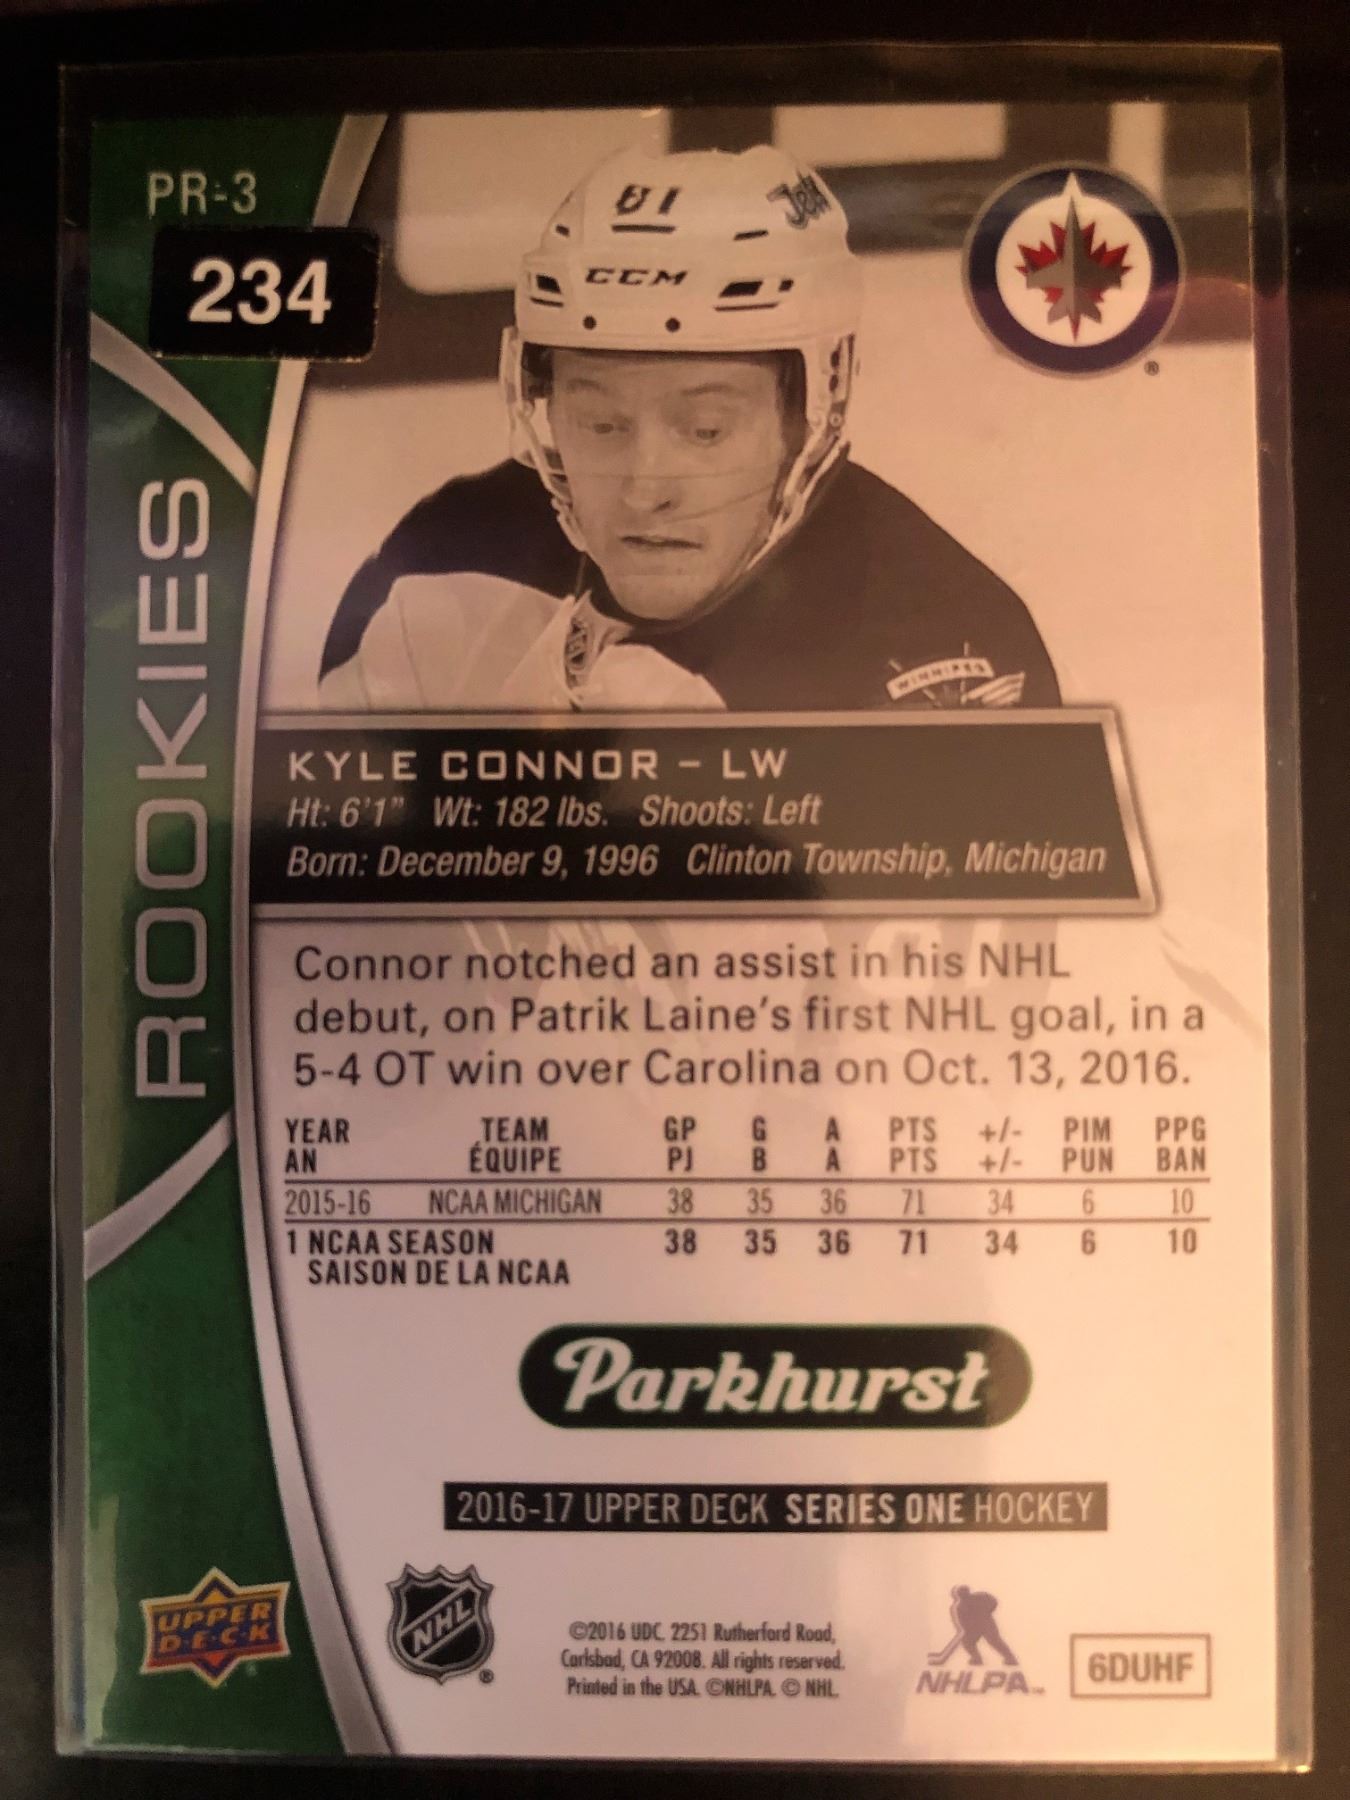 PR-3
234
81
Jets
CCM
®
WINNIPEG
ROOKIES
KYLE CONNOR - LW
Ht: 6'1" Wt: 182 lbs. Shoots: Left
Born: December 9, 1996 Clinton Township, Michigan
Connor notched an assist in his NHL
debut, on Patrik Laine's first NHL goal, in a
5-4 OT win over Carolina on Oct. 13, 2016.
YEAR TEAM GP G A PTS +/- PIM PPG
AN ÉQUIPE PJ B A PTS +/- PUN BAN
2015-16 NCAA MICHIGAN 38 35 36 71 34 6 10
1 NCAA SEASON 38 35 36 71 34 6 10
SAISON DE LA NCAA
Parkhurst
2016-17 UPPER DECK SERIES ONE HOCKEY
UPPER
D·E·C·K
NHL
®
©2016 UDC. 2251 Rutherford Road,
Carlsbad, CA 92008. All rights reserved.
Printed in the USA. ©NHLPA. © NHL.
NHLPA™
6DUHF